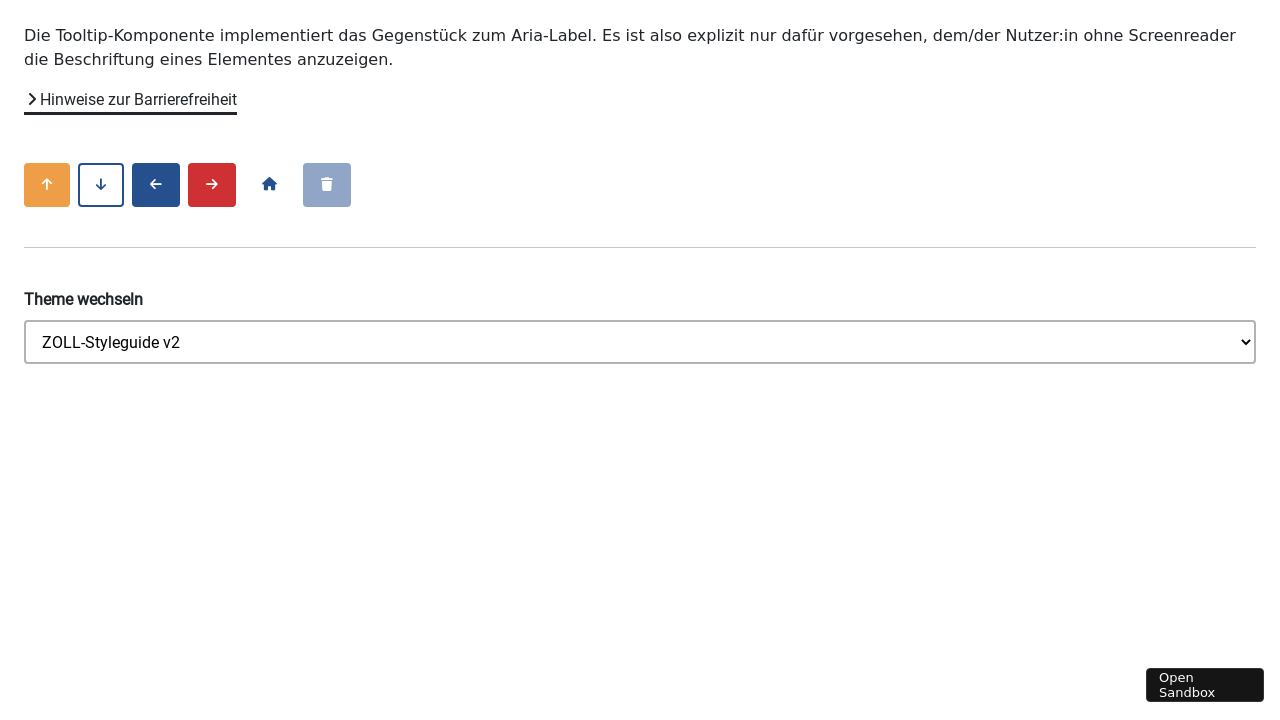 Die Tooltip-Komponente implementiert das Gegenstück zum Aria-Label. Es ist also explizit nur dafür vorgesehen, dem/der Nutzer:in ohne Screenreader
die Beschriftung eines Elementes anzuzeigen.
Hinweise zur Barrierefreiheit
Theme wechseln
ZOLL-Styleguide v2
Open
Sandbox